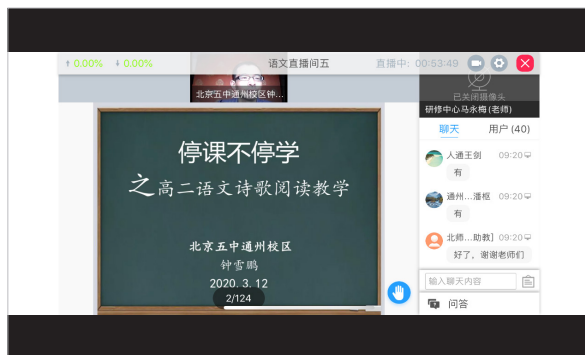 ↑ 0.00% ↓ 0.00% 语文直播间五 直播中: 00:53:49
北京五中通州校区钟...
已关闭摄像头
研修中心马永梅(老师)
停课不停学
之高二语文诗歌阅读教学
北京五中通州校区
钟雪鹏
2020. 3. 12
2/124
聊天 用户(40)
人通王剑 09:20
有
通州...潘枢 09:20
有
北师...助教] 09:20
好了、谢谢老师们
输入聊天内容
问答